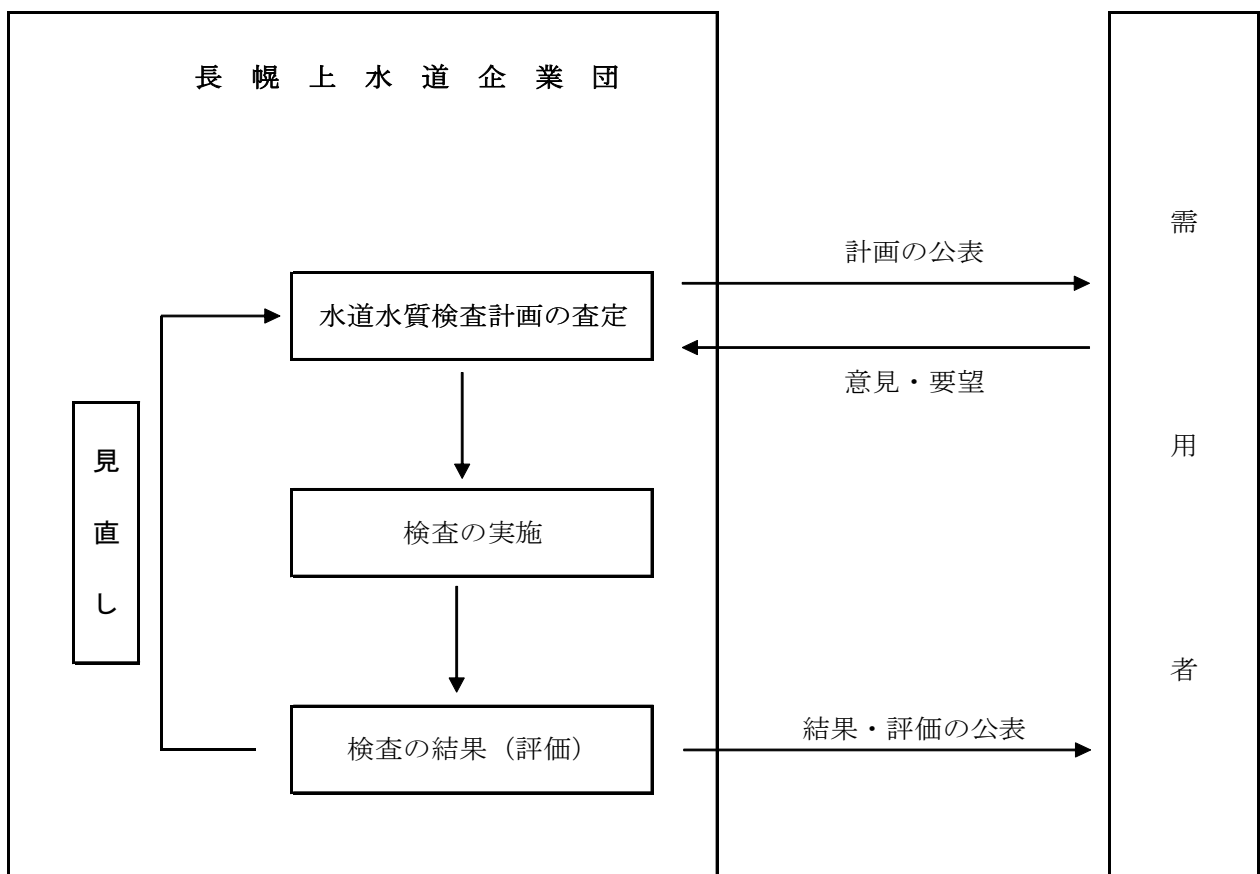 長幌上水道企業団
計画の公表
水道水質検査計画の査定
意見・要望
見直し
検査の実施
検査の結果（評価）
結果・評価の公表
需用者